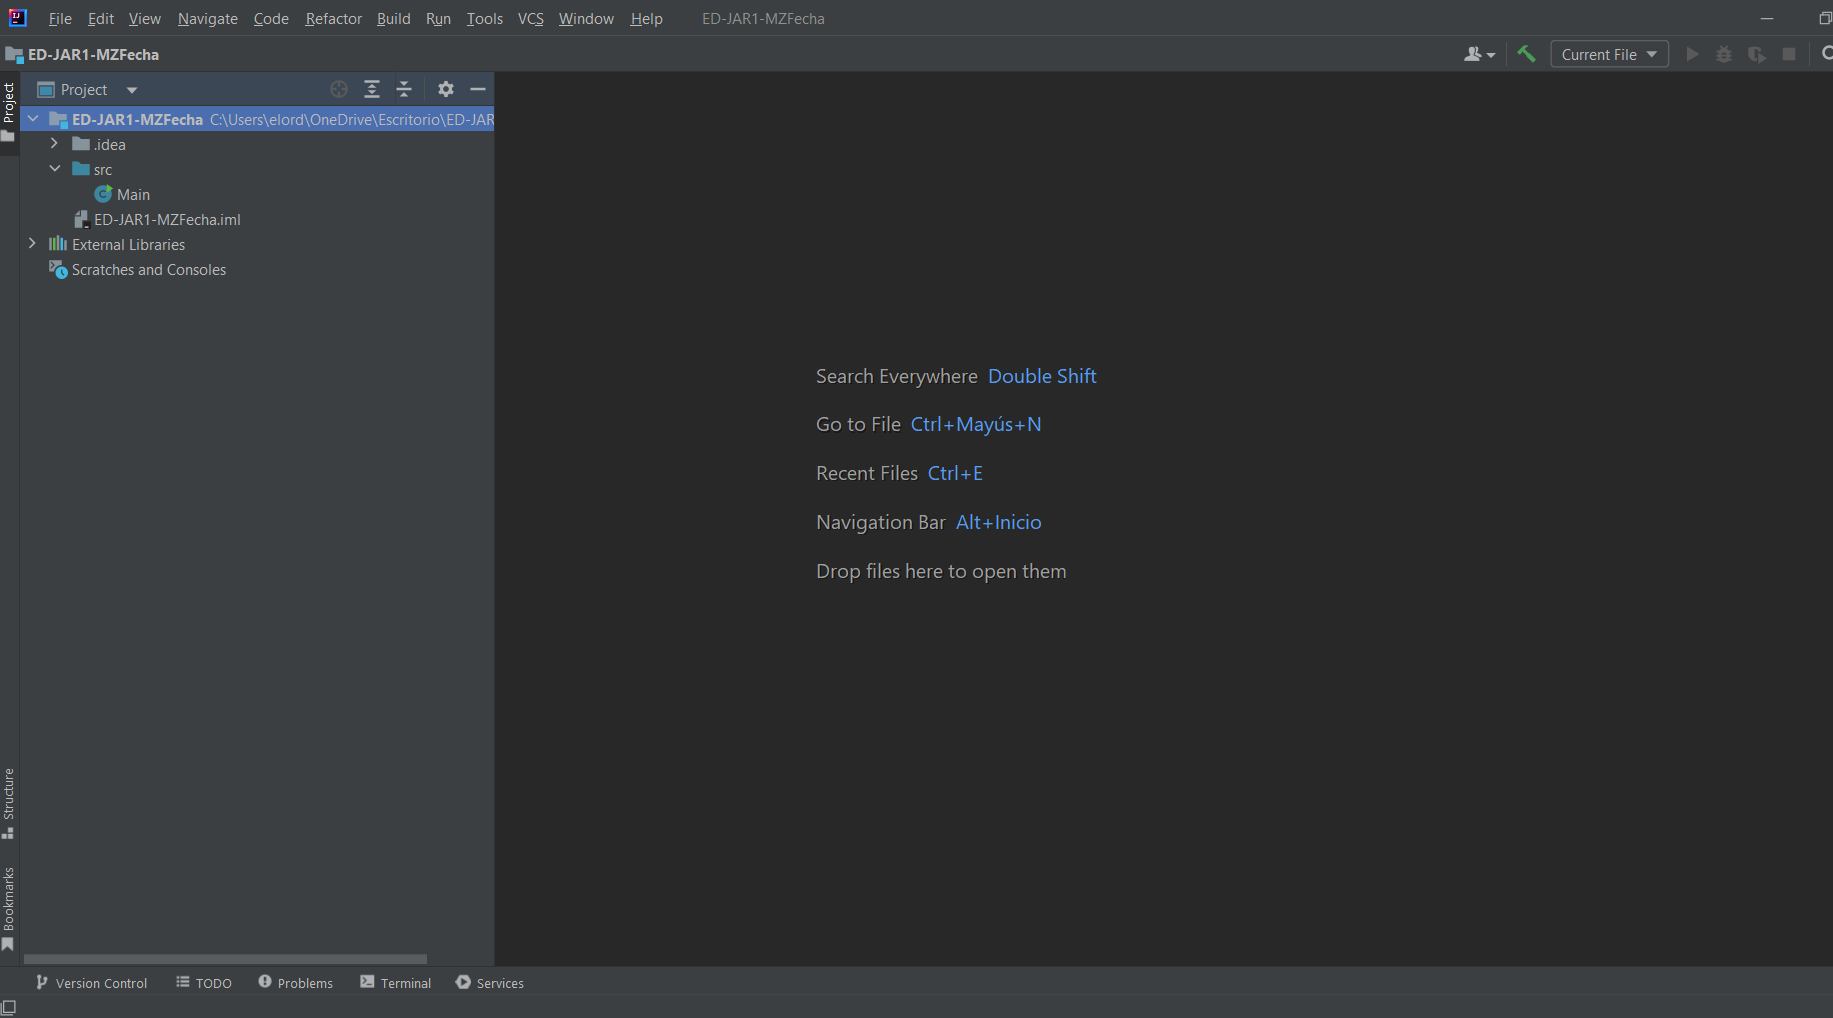 File Edit View Navigate Code Refactor Build Run Tools VCS Window Help ED-JAR1-MZFecha
ED-JAR1-MZFecha
Current File
Project
Project
ED-JAR1-MZFecha C:\Users\elord\OneDrive\Escritorio\ED-JAR
.idea
src
Main
ED-JAR1-MZFecha.iml
External Libraries
Scratches and Consoles
Search Everywhere Double Shift
Go to File Ctrl+Mayús+N
Recent Files Ctrl+E
Navigation Bar Alt+Inicio
Drop files here to open them
Structure
Bookmarks
Version Control TODO Problems Terminal Services